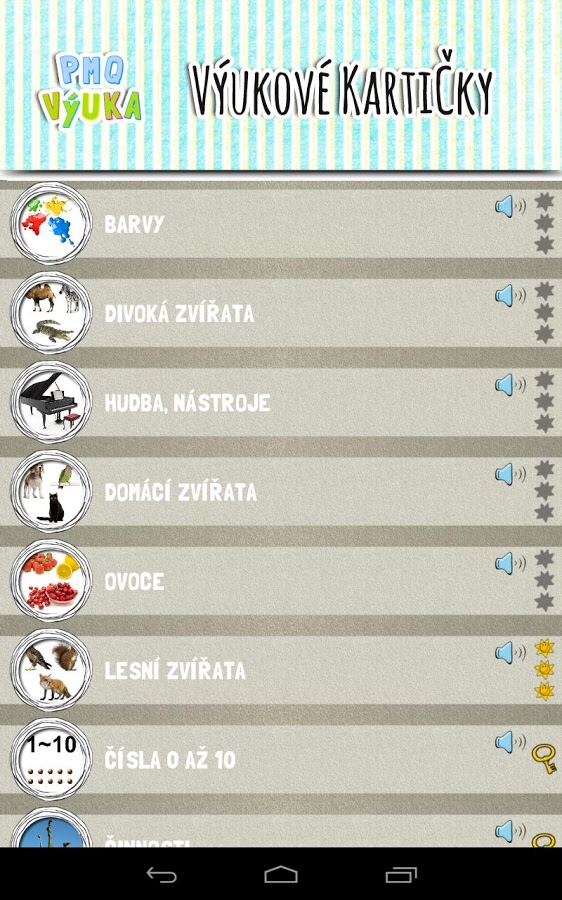 PMQ
VÝUKA
VÝUKOVÉ KARTIČKY
BARVY
DIVOKÁ ZVÍŘATA
HUDBA, NÁSTROJE
DOMÁCÍ ZVÍŘATA
OVOCE
LESNÍ ZVÍŘATA
1~10
ČÍSLA 0 AŽ 10
ČINNOSTI